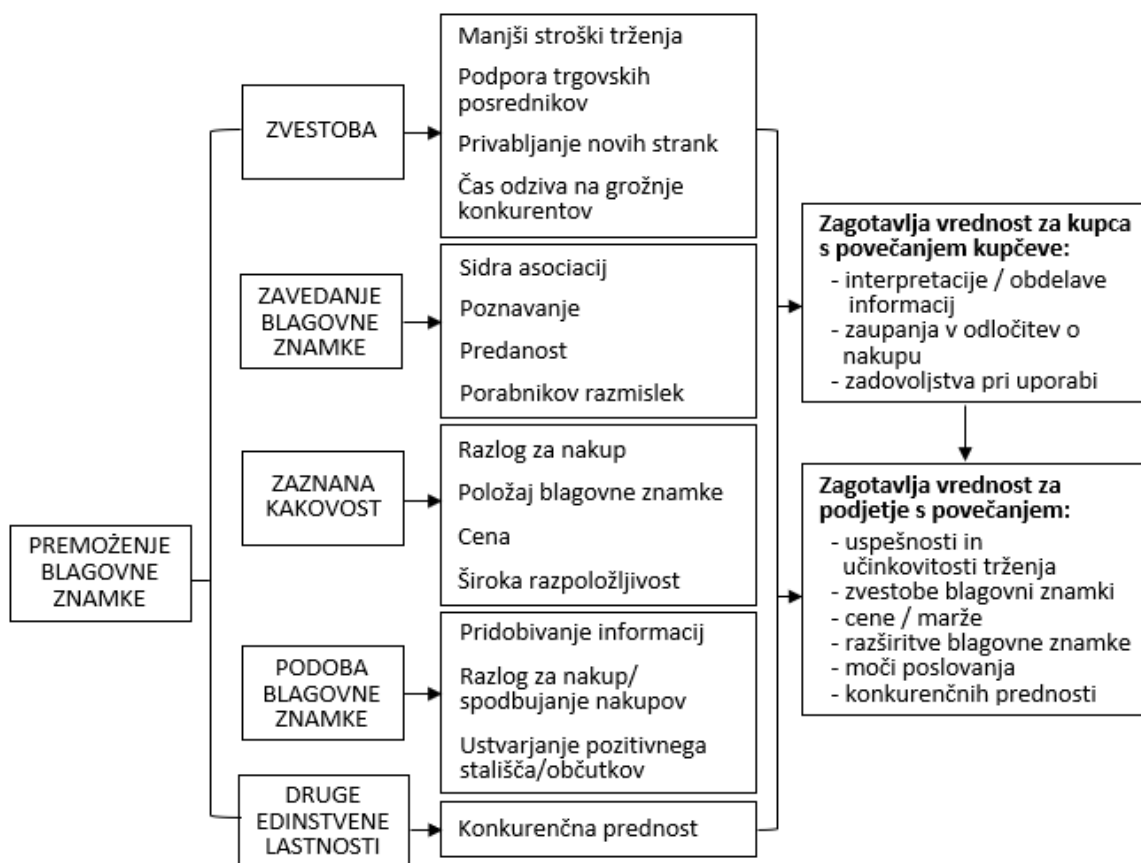 PREMOŽENJE
BLAGOVNE
ZNAMKE
ZVESTOBA
Manjši stroški trženja
Podpora trgovskih
posrednikov
Privabljanje novih strank
Čas odziva na grožnje
konkurentov
ZAVEDANJE
BLAGOVNE
ZNAMKE
Sidra asociacij
Poznavanje
Predanost
Porabnikov razmislek
ZAZNANA
KAKOVOST
Razlog za nakup
Položaj blagovne znamke
Cena
Široka razpoložljivost
PODOBA
BLAGOVNE
ZNAMKE
Pridobivanje informacij
Razlog za nakup/
spodbujanje nakupov
Ustvarjanje pozitivnega
stališča/občutkov
DRUGE
EDINSTVENE
LASTNOSTI
Konkurenčna prednost
Zagotavlja vrednost za kupca
s povečanjem kupčeve:
- interpretacije / obdelave
informacij
- zaupanja v odločitev o
nakupu
- zadovoljstva pri uporabi
Zagotavlja vrednost za
podjetje s povečanjem:
- uspešnosti in
učinkovitosti trženja
- zvestobe blagovni znamki
- cene / marže
- razširitve blagovne znamke
- moči poslovanja
- konkurenčnih prednosti